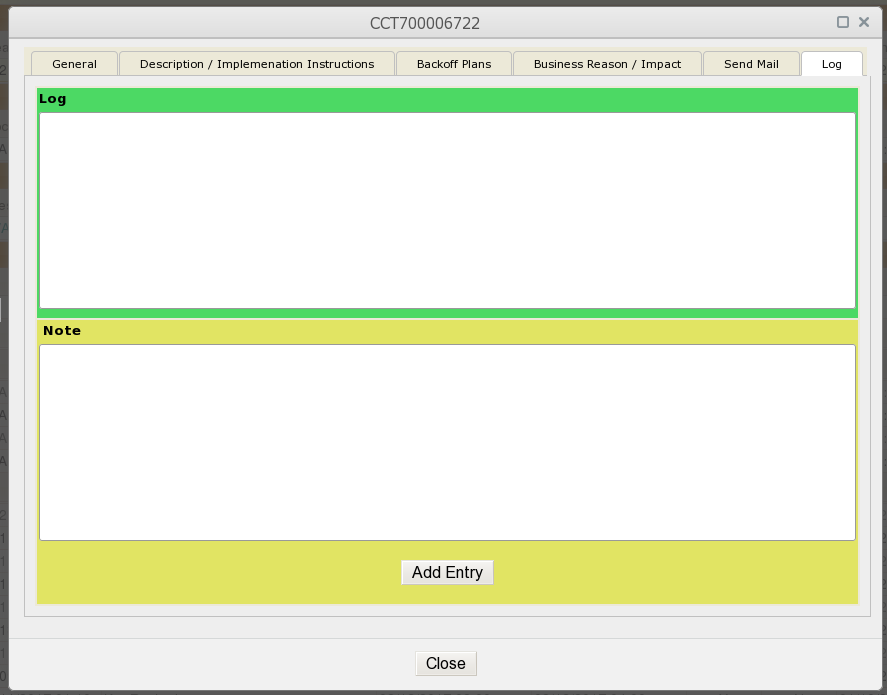 CCT700006722
General
Description / Implemenation Instructions
Backoff Plans
Business Reason / Impact
Send Mail
Log
Log
Note
Add Entry
Close